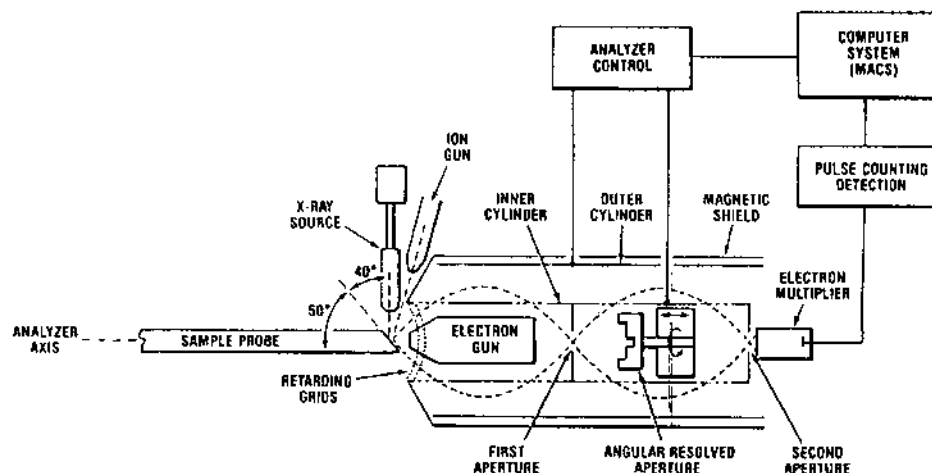 COMPUTER
SYSTEM
(MACS)
ANALYZER
CONTROL
ION
GUN
PULSE COUNTING
DETECTION
X-RAY
SOURCE
INNER
CYLINDER
OUTER
CYLINDER
MAGNETIC
SHIELD
40°
50°
ELECTRON
MULTIPLIER
ANALYZER
AXIS
SAMPLE PROBE
ELECTRON
GUN
RETARDING
GRIDS
FIRST
APERTURE
ANGULAR RESOLVED
APERTURE
SECOND
APERTURE